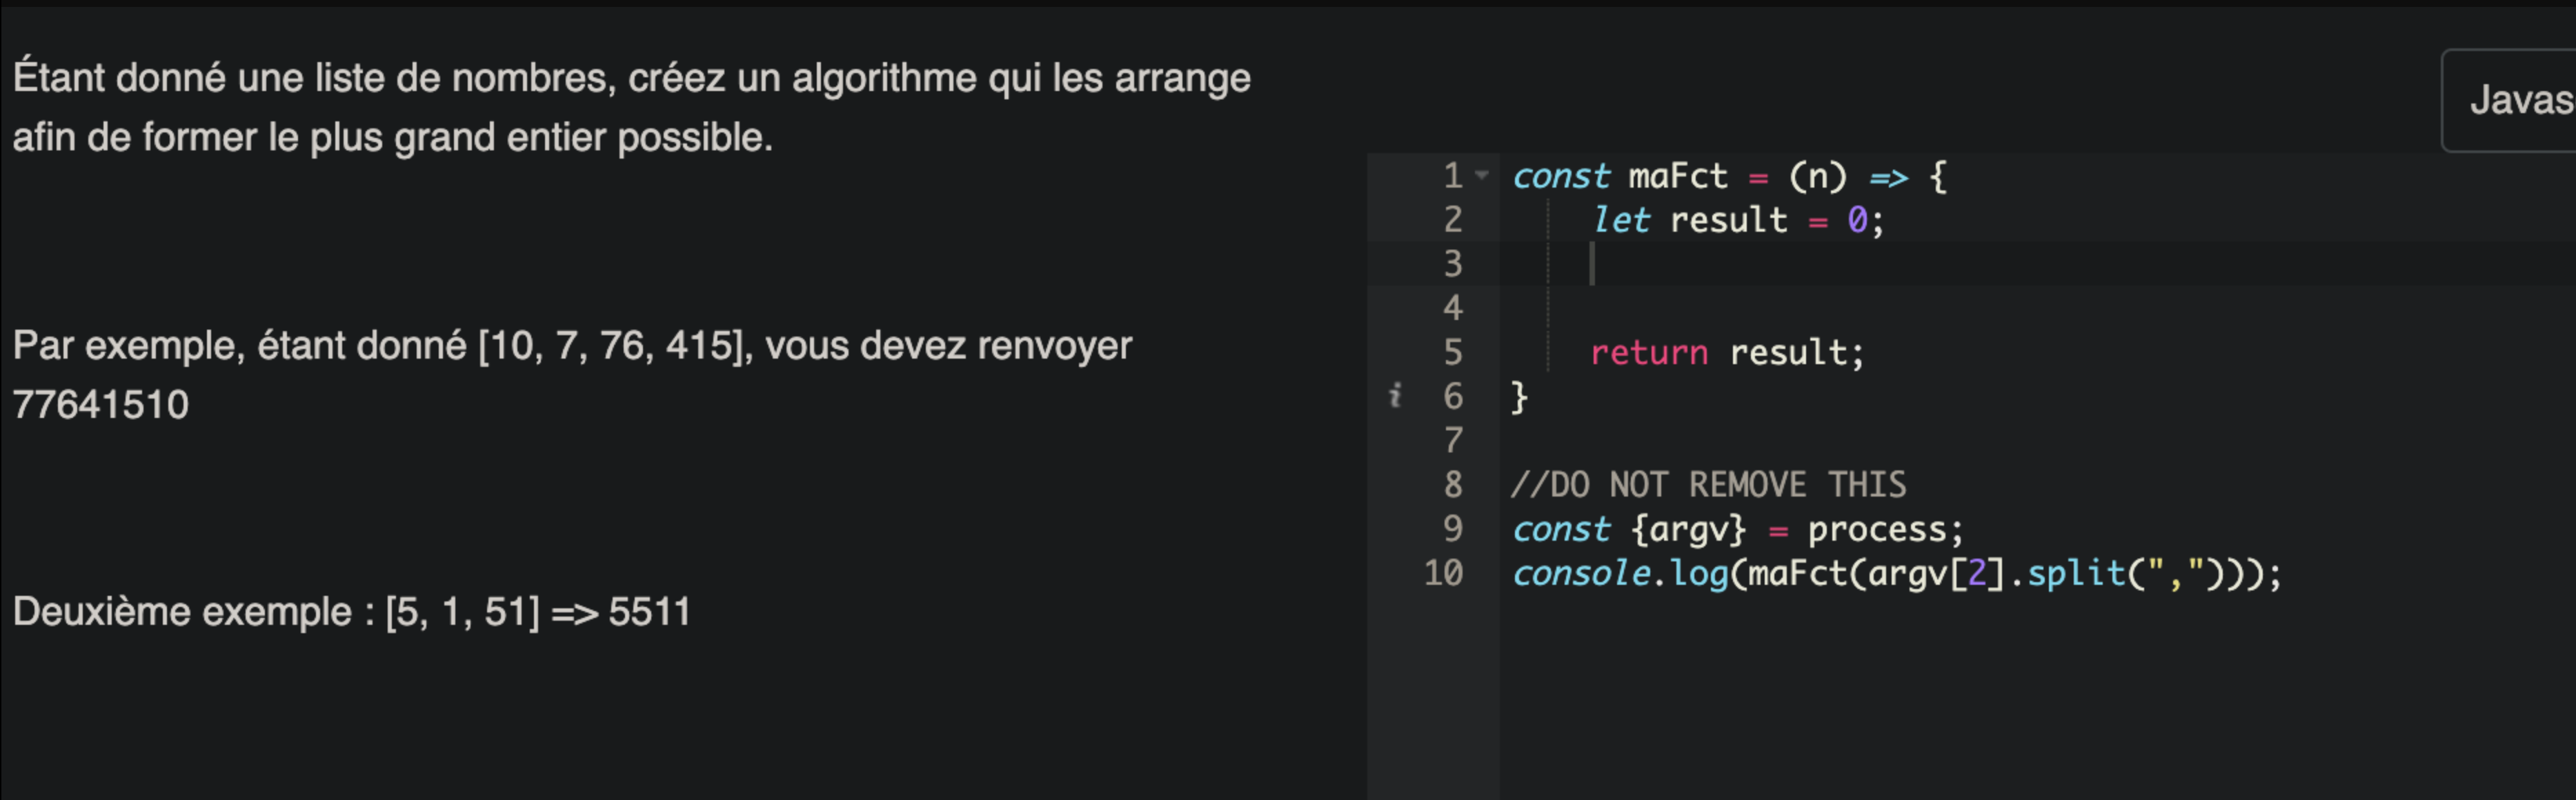 Étant donné une liste de nombres, créez un algorithme qui les arrange
afin de former le plus grand entier possible.
Par exemple, étant donné [10, 7, 76, 415], vous devez renvoyer
77641510
Deuxième exemple : [5, 1, 51] => 5511
Javas
1 const maFct = (n) => {
2 let result = 0;
3
4
5 return result;
i 6 }
7
8 //DO NOT REMOVE THIS
9 const {argv} = process;
10 console.log(maFct(argv[2].split(",")));